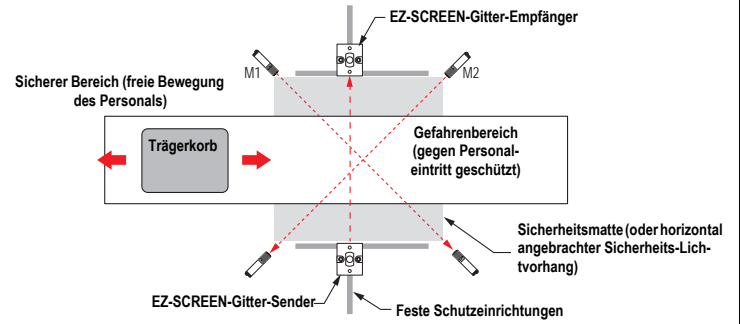 EZ-SCREEN-Gitter-Empfänger
M1
M2
Sicherer Bereich (freie Bewegung
des Personals)
Trägerkorb
Gefahrenbereich
(gegen Personal-
eintritt geschützt)
Sicherheitsmatte (oder horizontal
angebrachter Sicherheits-Lich-
tvorhang)
EZ-SCREEN-Gitter-Sender
Feste Schutzeinrichtungen